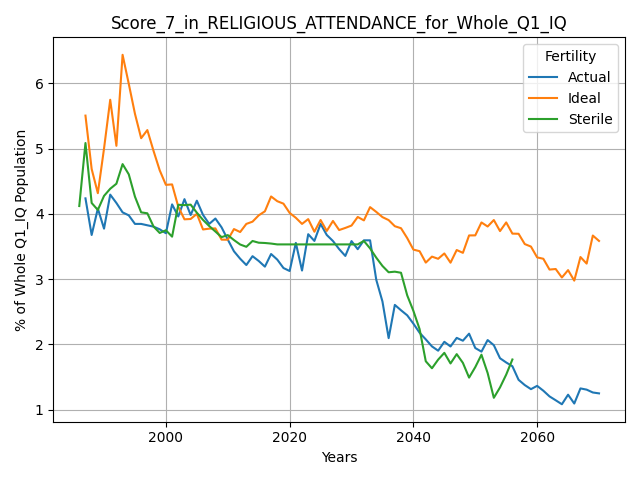 Score_7_in_RELIGIOUS_ATTENDANCE_for_Whole_Q1_IQ
Fertility
Actual
Ideal
Sterile
% of Whole Q1_IQ Population
6
5
4
3
2
1
2000
2020
2040
2060
Years